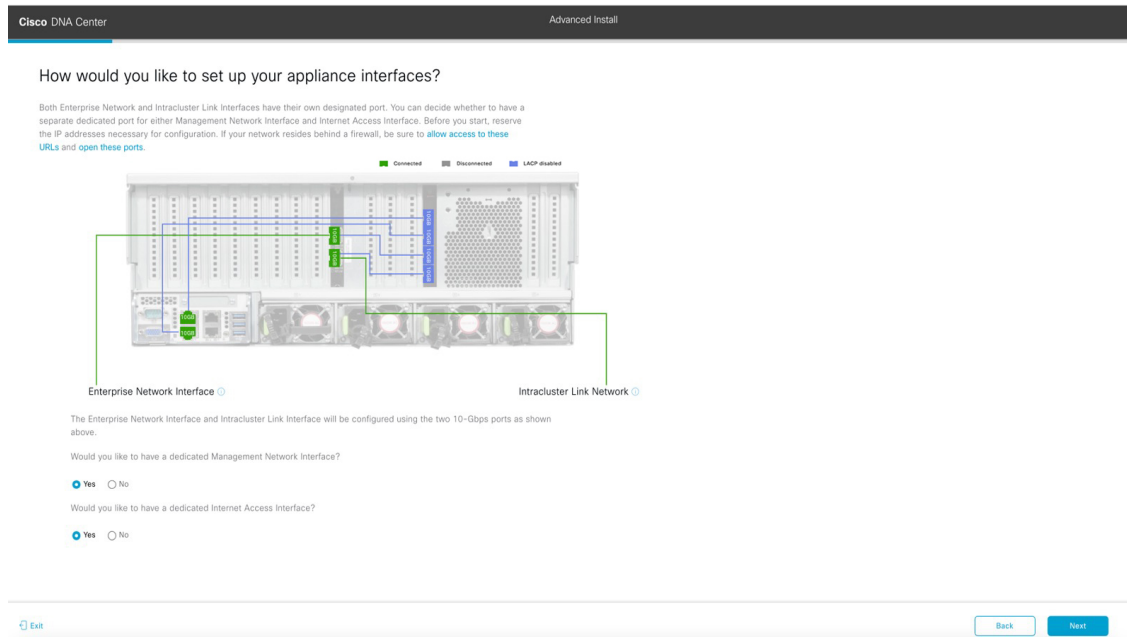 Cisco DNA Center
Advanced Install
How would you like to set up your appliance interfaces?
Both Enterprise Network and Intracluster Link Interfaces have their own designated port. You can decide whether to have a
separate dedicated port for either Management Network Interface and Internet Access Interface. Before you start, reserve
the IP addresses necessary for configuration. If your network resides behind a firewall, be sure to allow access to these
URLs and open these ports.
Connected Disconnected LACP disabled
10GB
10GB
10GB
10GB
10GB
10GB
10GB
10GB
Enterprise Network Interface
Intracluster Link Network
The Enterprise Network Interface and Intracluster Link Interface will be configured using the two 10-Gbps ports as shown
above.
Would you like to have a dedicated Management Network Interface?
Yes No
Would you like to have a dedicated Internet Access Interface?
Yes No
Exit
Back
Next